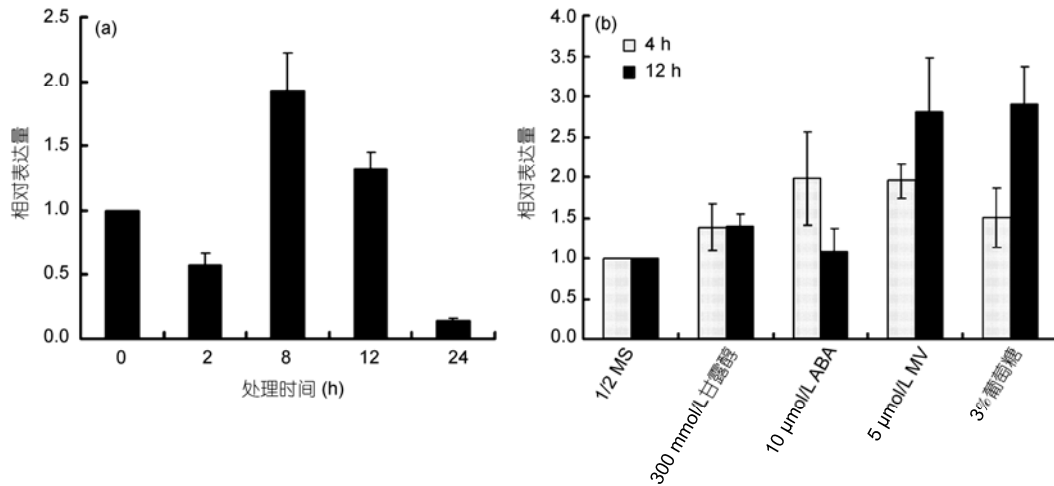 (a)
相对表达量
2.5
2.0
1.5
1.0
0.5
0.0
0 2 8 12 24
处理时间 (h)
(b)
相对表达量
4.0
3.5
3.0
2.5
2.0
1.5
1.0
0.5
0.0
4 h
12 h
1/2 MS
300 mmol/L甘露醇
10 μmol/L ABA
5 μmol/L MV
3%葡萄糖